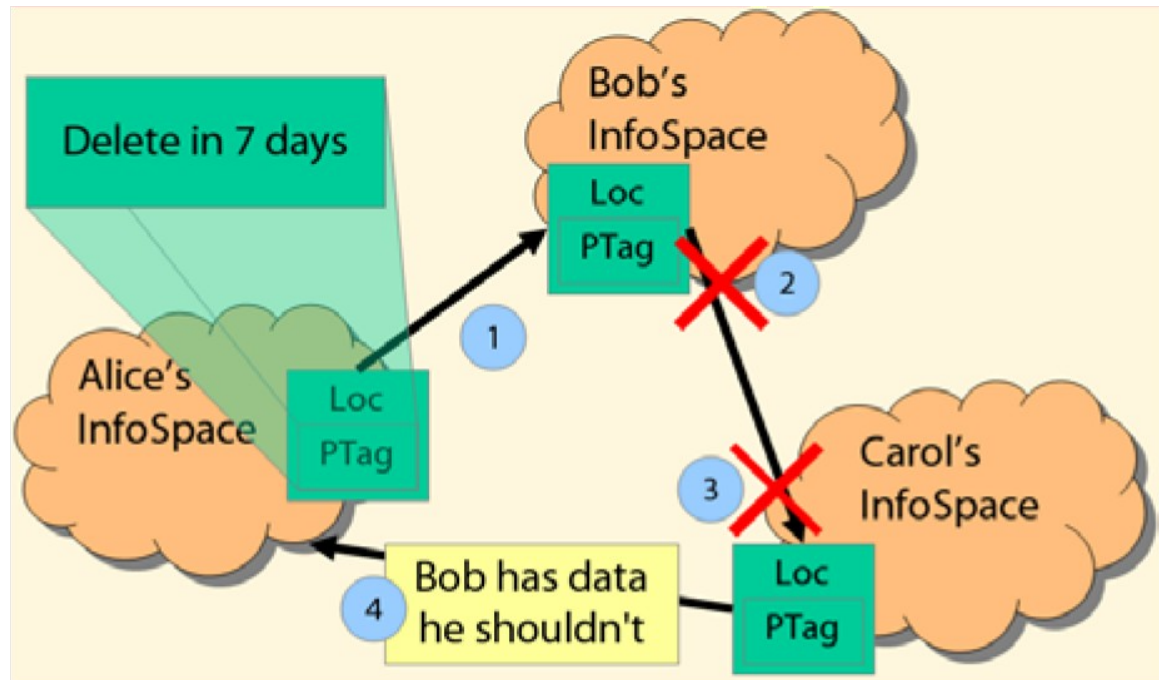 Delete in 7 days
Bob's
InfoSpace
Loc
PTag
2
1
Alice's
InfoSpace
Loc
PTag
3
Carol's
InfoSpace
Loc
PTag
4
Bob has data
he shouldn't